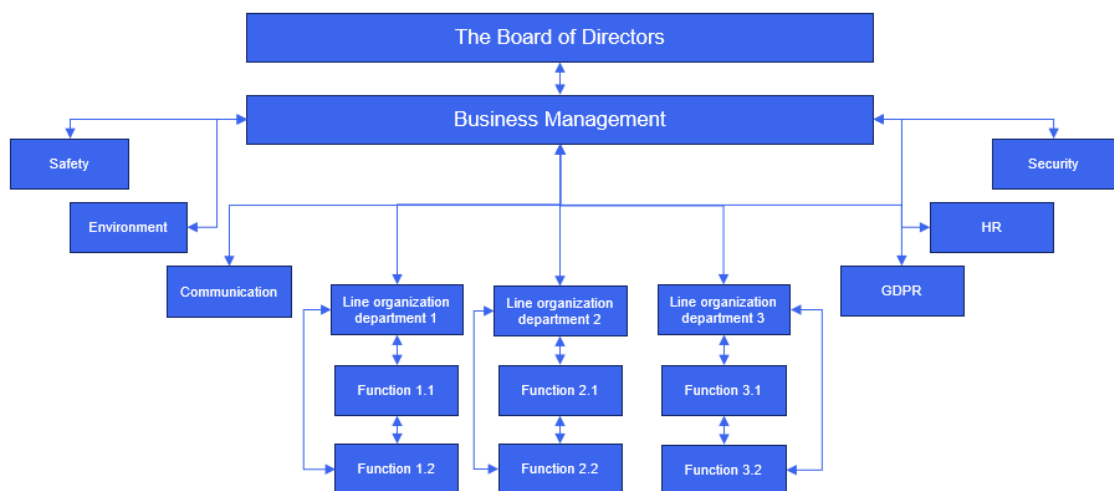 The Board of Directors
Business Management
Safety
Security
Environment
HR
Communication
GDPR
Line organization
department 1
Line organization
department 2
Line organization
department 3
Function 1.1
Function 2.1
Function 3.1
Function 1.2
Function 2.2
Function 3.2